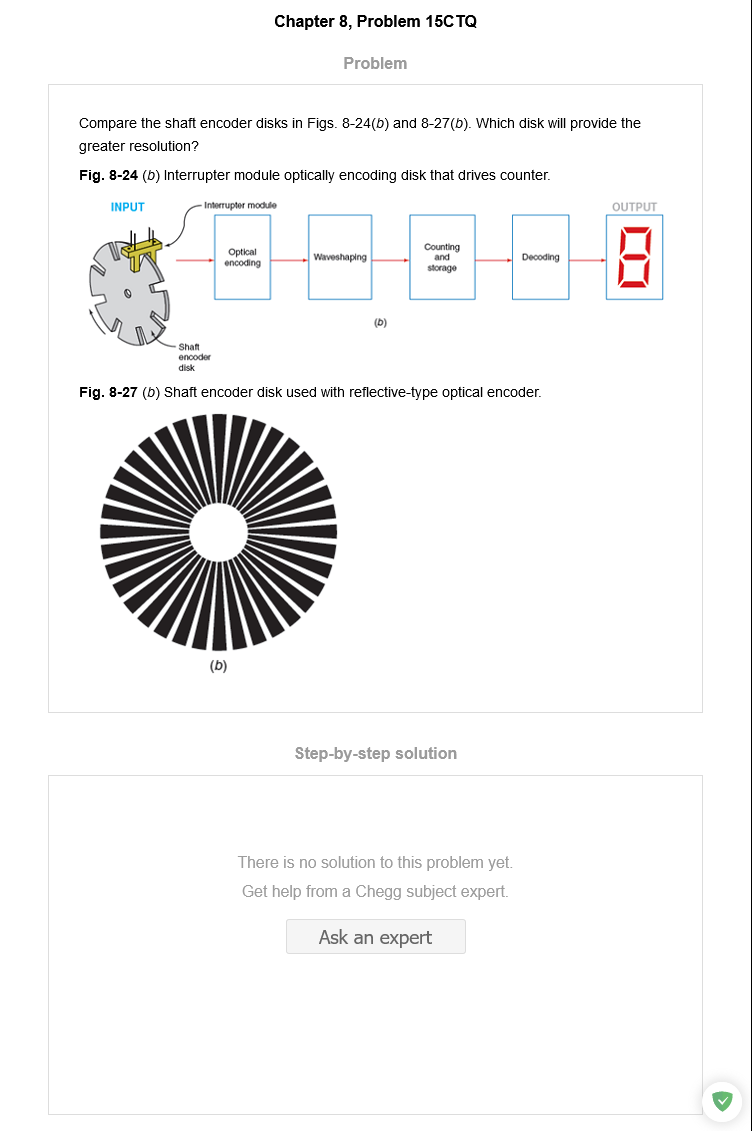 Chapter 8, Problem 15CTQ
Problem
Compare the shaft encoder disks in Figs. 8-24(b) and 8-27(b). Which disk will provide the
greater resolution?
Fig. 8-24 (b) Interrupter module optically encoding disk that drives counter.
INPUT
Interrupter module
OUTPUT
Optical
encoding
Waveshaping
Counting
and
storage
Decoding
8
(b)
Shaft
encoder
disk
Fig. 8-27 (b) Shaft encoder disk used with reflective-type optical encoder.
(b)
Step-by-step solution
There is no solution to this problem yet.
Get help from a Chegg subject expert.
Ask an expert